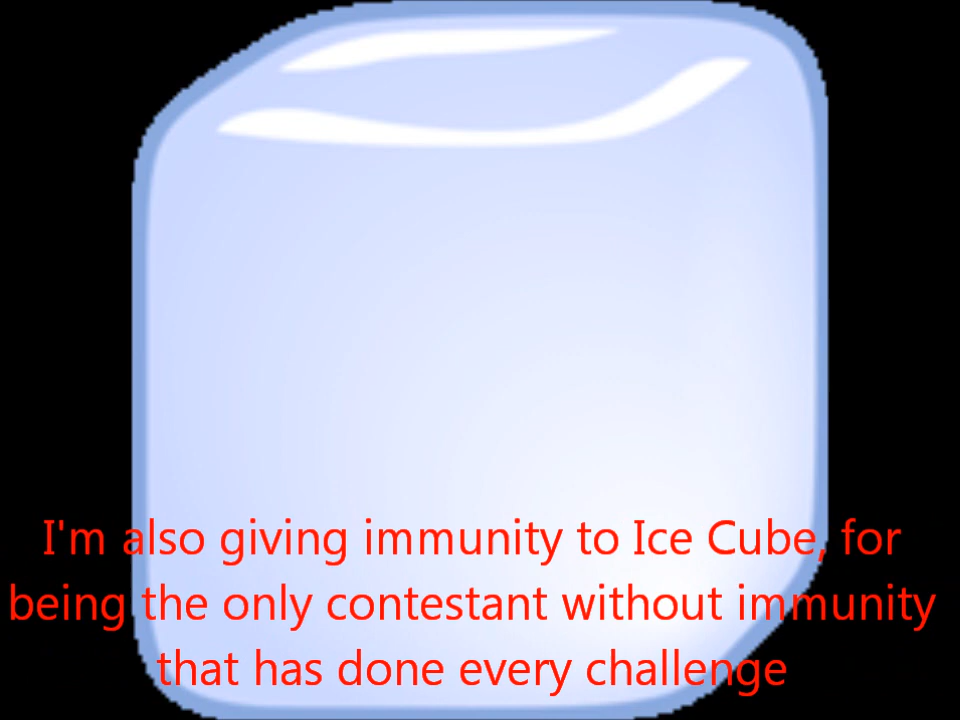 I'm also giving immunity to Ice Cube, for
being the only contestant without immunity
that has done every challenge